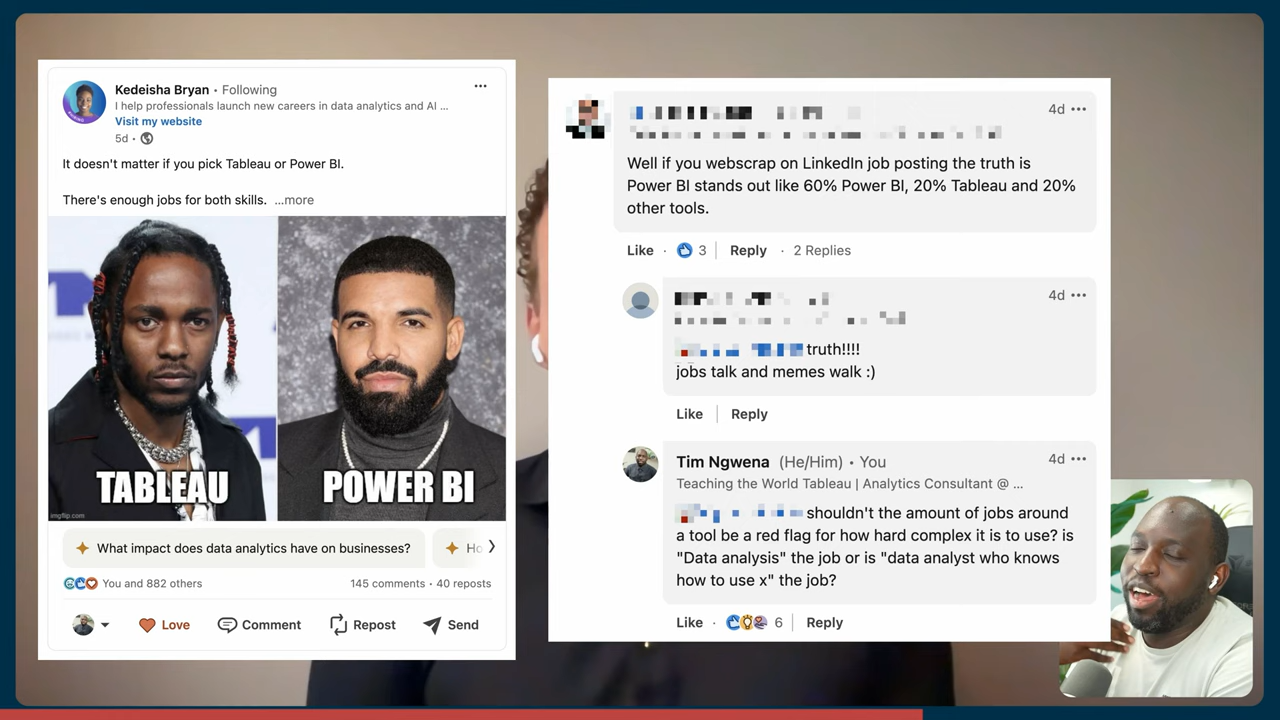 Kedeisha Bryan • Following
I help professionals launch new careers in data analytics and AI ...
Visit my website
5d •
It doesn't matter if you pick Tableau or Power BI.
There's enough jobs for both skills. ...more
TABLEAU
POWER BI
imgflip.com
What impact does data analytics have on businesses?
Ho
You and 882 others
145 comments • 40 reposts
Love
Comment
Repost
Send
4d
Well if you webscrap on LinkedIn job posting the truth is
Power BI stands out like 60% Power BI, 20% Tableau and 20%
other tools.
Like · 3 | Reply · 2 Replies
4d
truth!!!!
jobs talk and memes walk :)
Like | Reply
Tim Ngwena (He/Him) • You
4d
Teaching the World Tableau | Analytics Consultant @ ...
shouldn't the amount of jobs around
a tool be a red flag for how hard complex it is to use? is
"Data analysis" the job or is "data analyst who knows
how to use x" the job?
Like · 6 | Reply